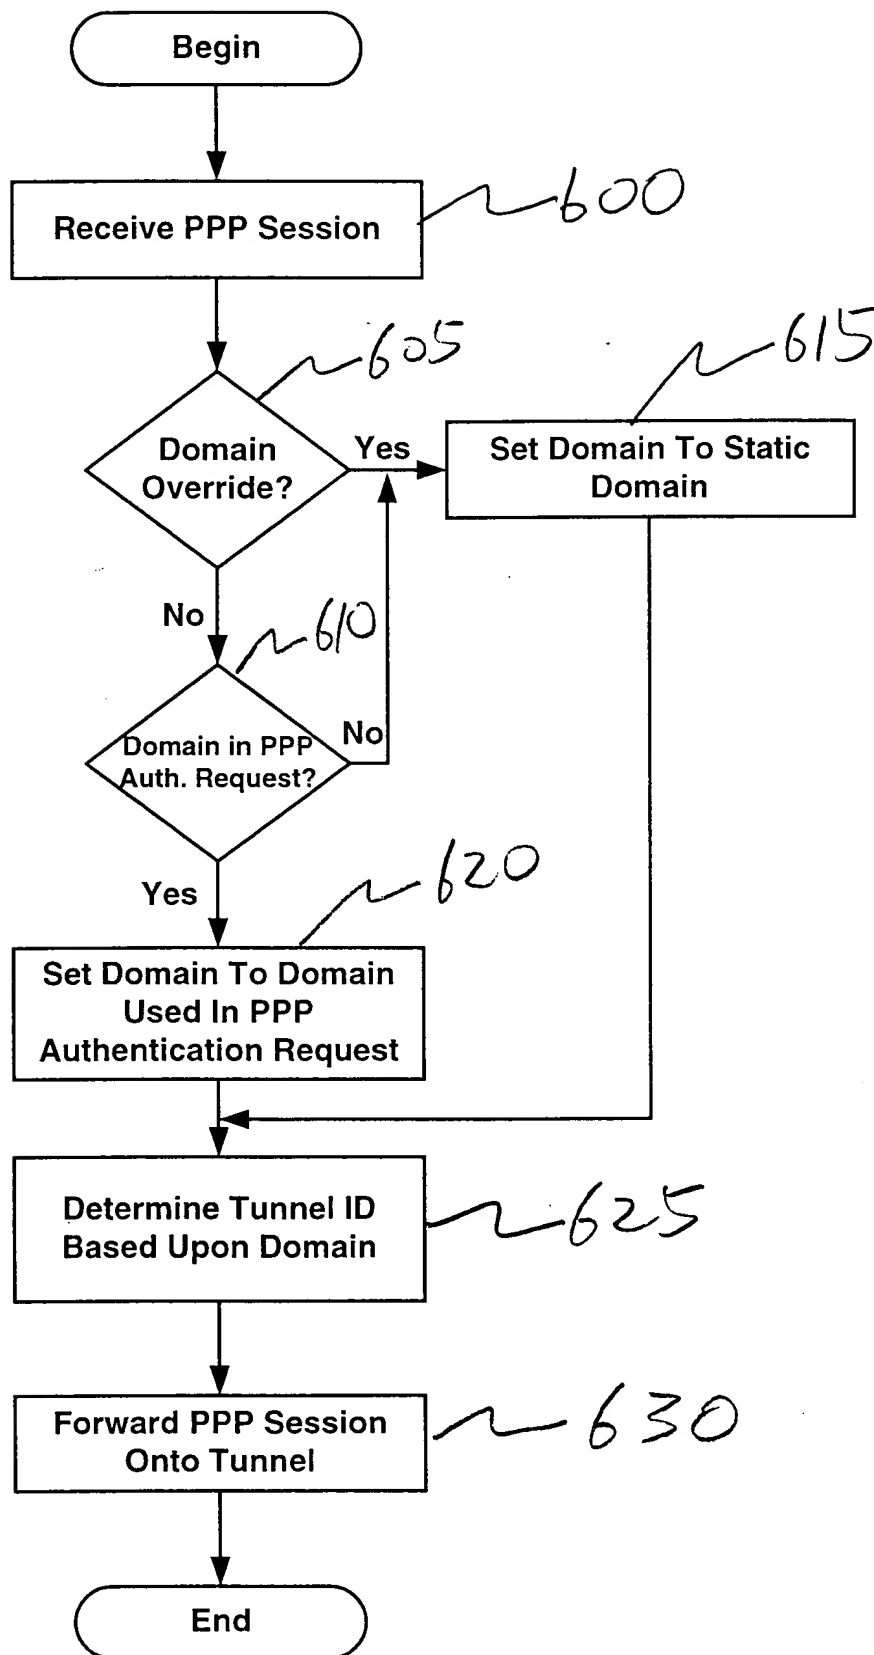 Begin
Receive PPP Session
600
605
615
Domain
Override?
Yes
Set Domain To Static
Domain
No
610
Domain in PPP
Auth. Request?
No
Yes
620
Set Domain To Domain
Used In PPP
Authentication Request
Determine Tunnel ID
Based Upon Domain
625
Forward PPP Session
Onto Tunnel
630
End